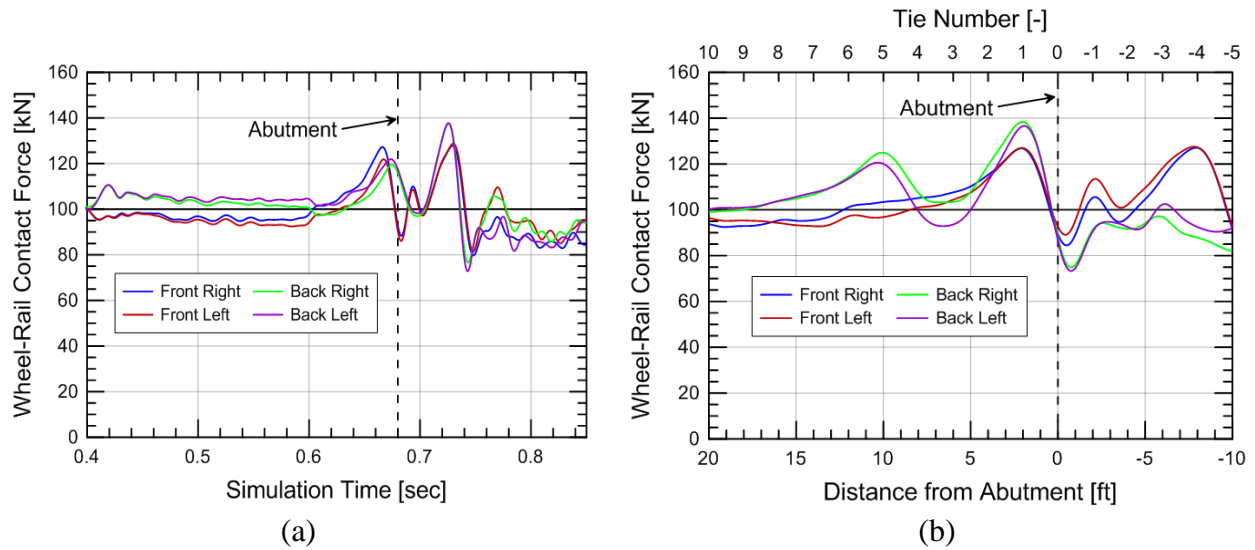 Tie Number [-]
10 9 8 7 6 5 4 3 2 1 0 -1 -2 -3 -4 -5
160
140
120
100
80
60
40
20
0
Wheel-Rail Contact Force [kN]
Abutment
Front Right
Back Right
Front Left
Back Left
0.4 0.5 0.6 0.7 0.8
Simulation Time [sec]
(a)
160
140
120
100
80
60
40
20
0
Wheel-Rail Contact Force [kN]
Abutment
Front Right
Back Right
Front Left
Back Left
20 15 10 5 0 -5 -10
Distance from Abutment [ft]
(b)